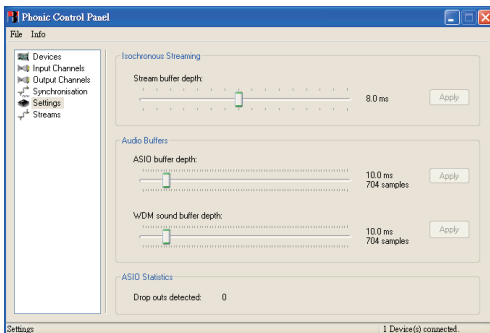 Phonic Control Panel
File Info
Devices
Input Channels
Output Channels
Synchronisation
Settings
Streams
Isochronous Streaming
Stream buffer depth:
8.0 ms
Apply
Audio Buffers
ASIO buffer depth:
10.0 ms
704 samples
Apply
WDM sound buffer depth:
10.0 ms
704 samples
Apply
ASIO Statistics
Drop outs detected: 0
Settings
1 Device(s) connected.